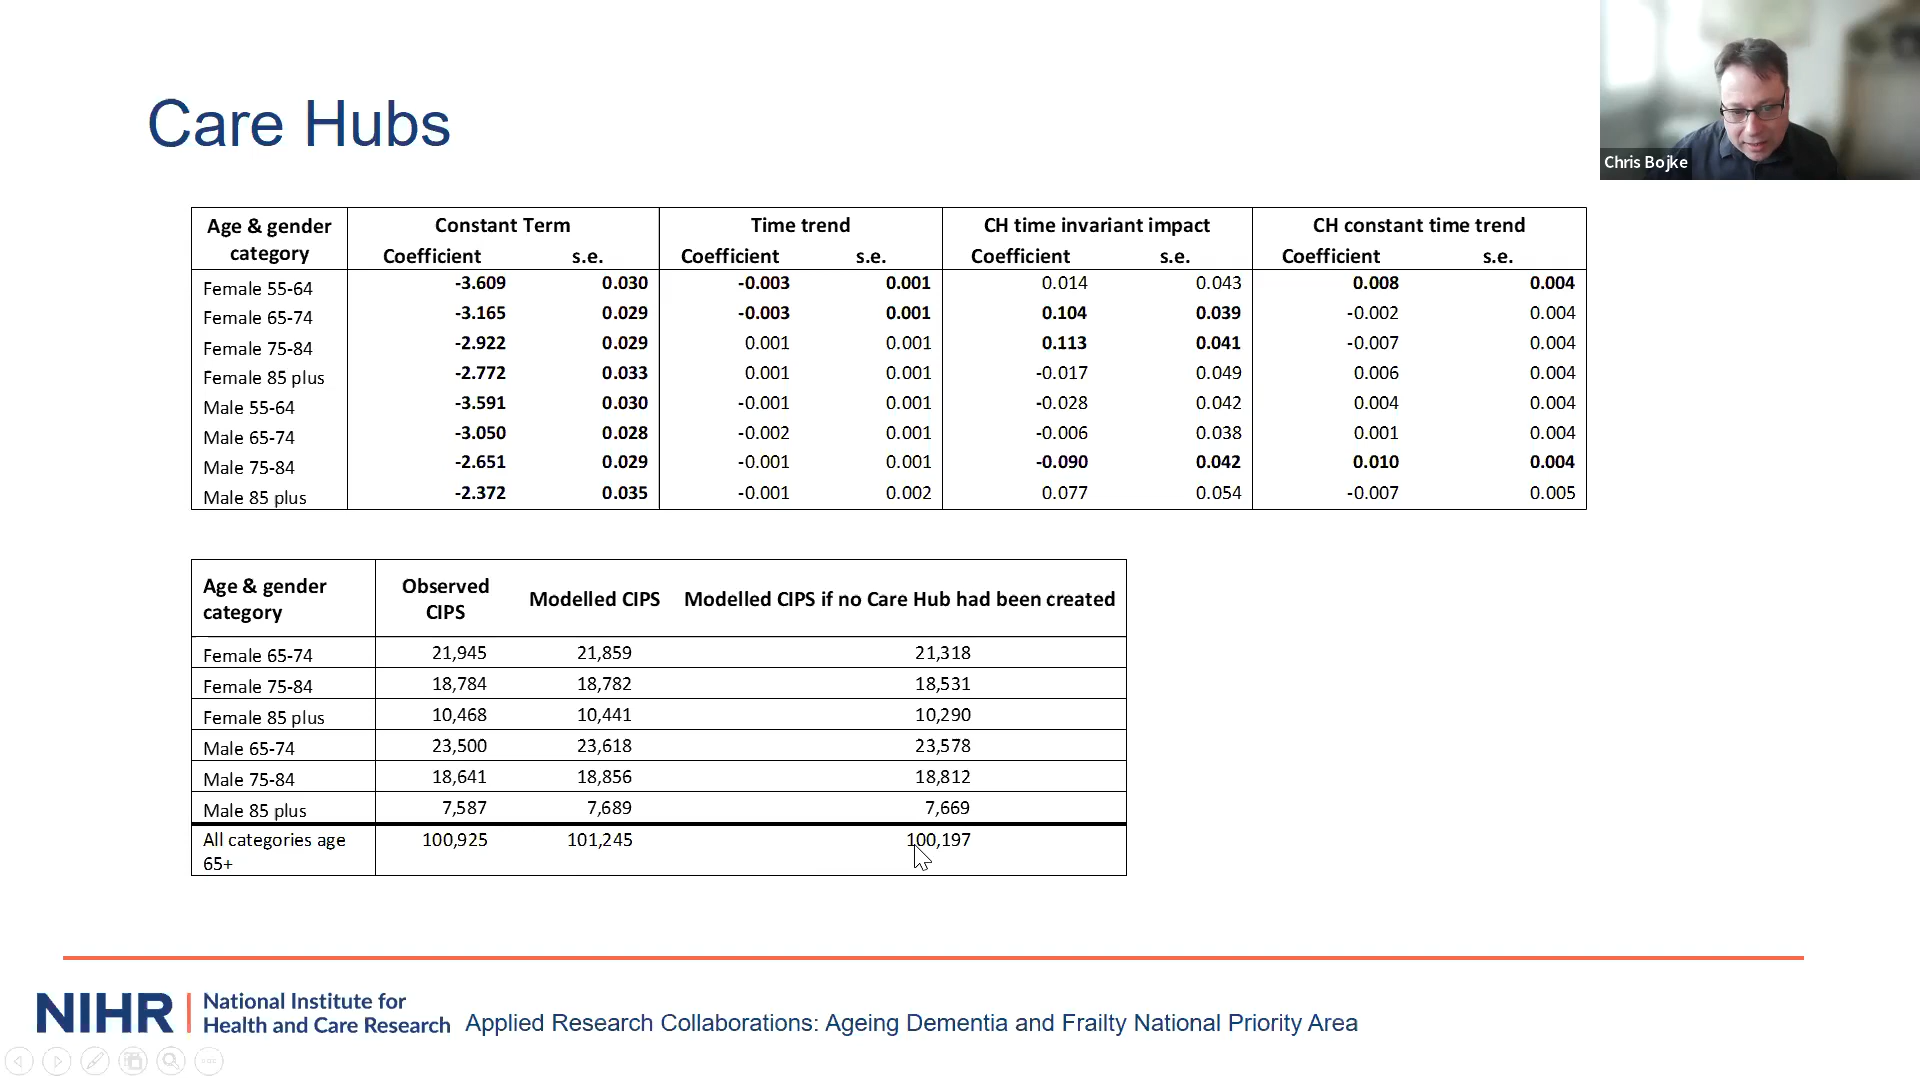 Care Hubs
Chris Bojke
Age & gender category Constant Term Time trend CH time invariant impact CH constant time trend
Coefficient s.e. Coefficient s.e. Coefficient s.e. Coefficient s.e.
Female 55-64 -3.609 0.030 -0.003 0.001 0.014 0.043 0.008 0.004
Female 65-74 -3.165 0.029 -0.003 0.001 0.104 0.039 -0.002 0.004
Female 75-84 -2.922 0.029 0.001 0.001 0.113 0.041 -0.007 0.004
Female 85 plus -2.772 0.033 0.001 0.001 -0.017 0.049 0.006 0.004
Male 55-64 -3.591 0.030 -0.001 0.001 -0.028 0.042 0.004 0.004
Male 65-74 -3.050 0.028 -0.002 0.001 -0.006 0.038 0.001 0.004
Male 75-84 -2.651 0.029 -0.001 0.001 -0.090 0.042 0.010 0.004
Male 85 plus -2.372 0.035 -0.001 0.002 0.077 0.054 -0.007 0.005
Age & gender category Observed CIPS Modelled CIPS Modelled CIPS if no Care Hub had been created
Female 65-74 21,945 21,859 21,318
Female 75-84 18,784 18,782 18,531
Female 85 plus 10,468 10,441 10,290
Male 65-74 23,500 23,618 23,578
Male 75-84 18,641 18,856 18,812
Male 85 plus 7,587 7,689 7,669
All categories age 65+ 100,925 101,245 100,197
NIHR National Institute for
Health and Care Research
Applied Research Collaborations: Ageing Dementia and Frailty National Priority Area